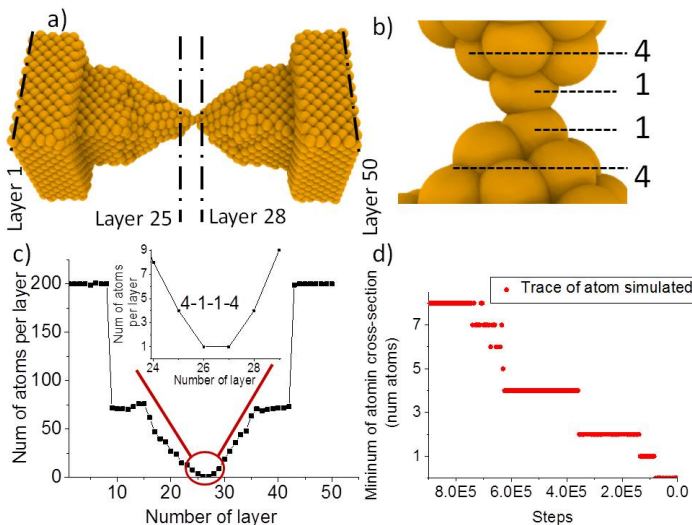 a)
Layer 1
Layer 25
Layer 28
Layer 50
b)
4
1
1
4
c)
Num of atoms per layer
200
150
100
50
0
10
20
30
40
50
Number of layer
Num of atoms
per layer
9
7
5
3
1
4-1-1-4
24
26
28
Number of layer
d)
Trace of atom simulated
Mininum of atomin cross-section
(num atoms)
7
5
3
1
8.0E5
6.0E5
4.0E5
2.0E5
0.0
Steps